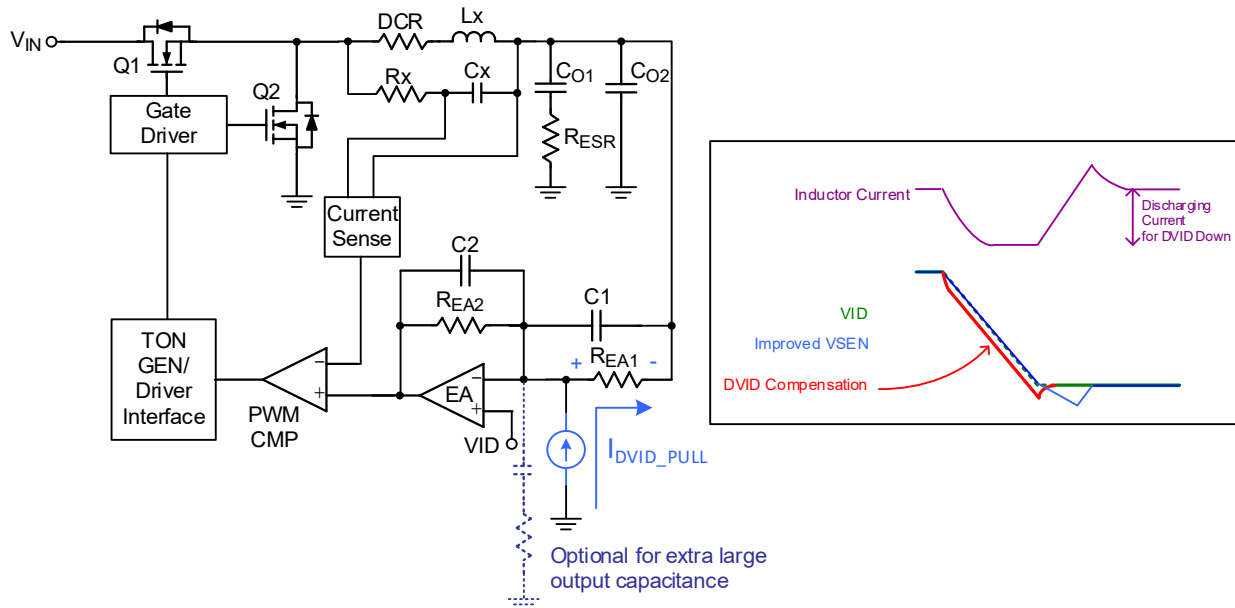 DCR
Lx
VIN
Q1
Rx
Cx
CO1
CO2
Q2
Gate
Driver
RESR
Current
Sense
C2
REA2
C1
TON
GEN/
Driver
Interface
+
-
REA1
-
+
EA
-
+
PWM
CMP
VID
IDVID_PULL
Optional for extra large
output capacitance
Inductor Current
Discharging
Current
for DVID Down
VID
Improved VSEN
DVID Compensation